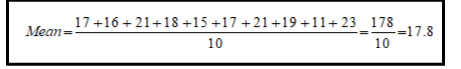 Mean = 17+16+21+18+15+17+21+19+11+23 / 10 = 178 / 10 = 17.8